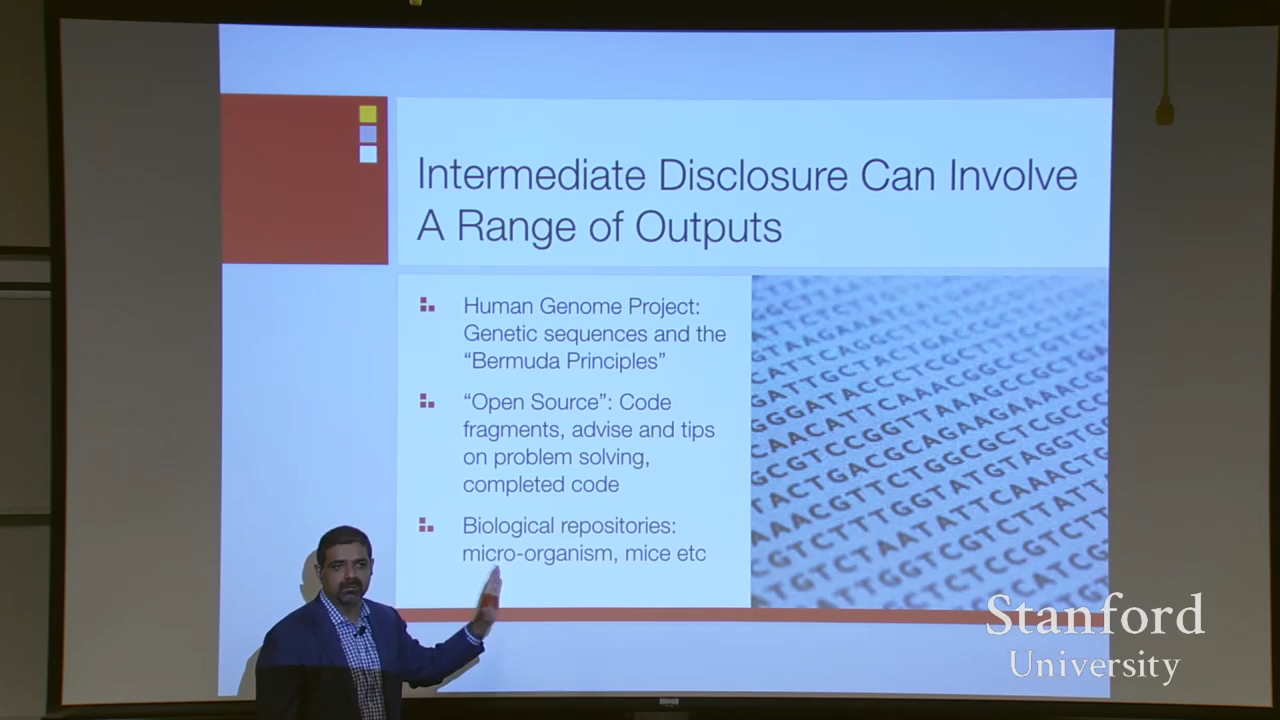 Intermediate Disclosure Can Involve
A Range of Outputs
Human Genome Project:
Genetic sequences and the
“Bermuda Principles”
“Open Source”: Code
fragments, advise and tips
on problem solving,
completed code
Biological repositories:
micro-organism, mice etc
Stanford
University